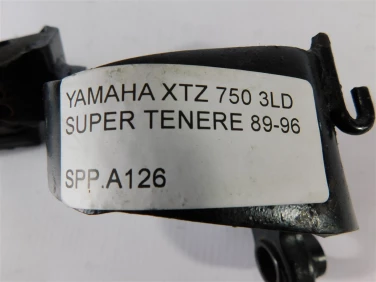 YAMAHA XTZ 750 3LD
SUPER TENERE 89-96
SPP.A126